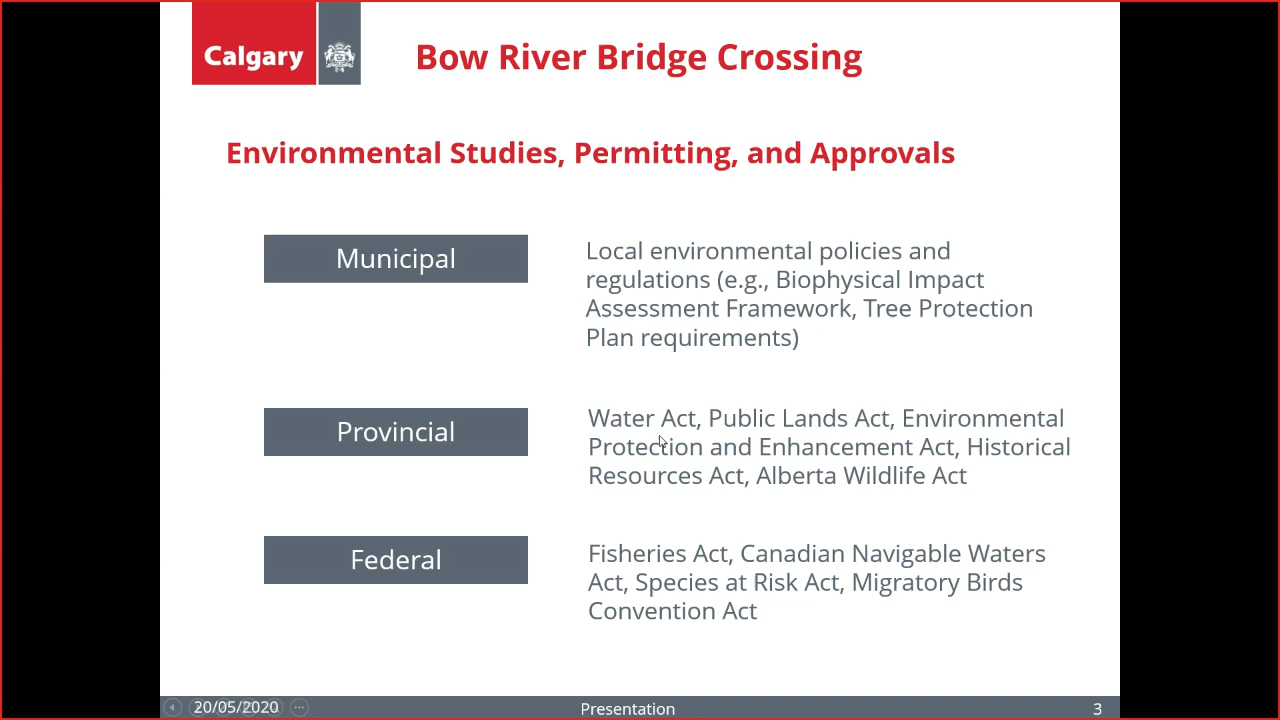 Calgary
Bow River Bridge Crossing
Environmental Studies, Permitting, and Approvals
Municipal
Local environmental policies and
regulations (e.g., Biophysical Impact
Assessment Framework, Tree Protection
Plan requirements)
Provincial
Water Act, Public Lands Act, Environmental
Protection and Enhancement Act, Historical
Resources Act, Alberta Wildlife Act
Federal
Fisheries Act, Canadian Navigable Waters
Act, Species at Risk Act, Migratory Birds
Convention Act
20/05/2020
Presentation
3